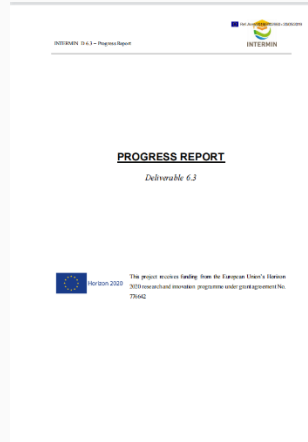 INTERMIN D 6.3 – Progress Report
INTERMIN
PROGRESS REPORT
Deliverable 6.3
Horizon 2020
This project receives funding from the European Union's Horizon
2020 research and innovation programme under grant agreement No.
776642